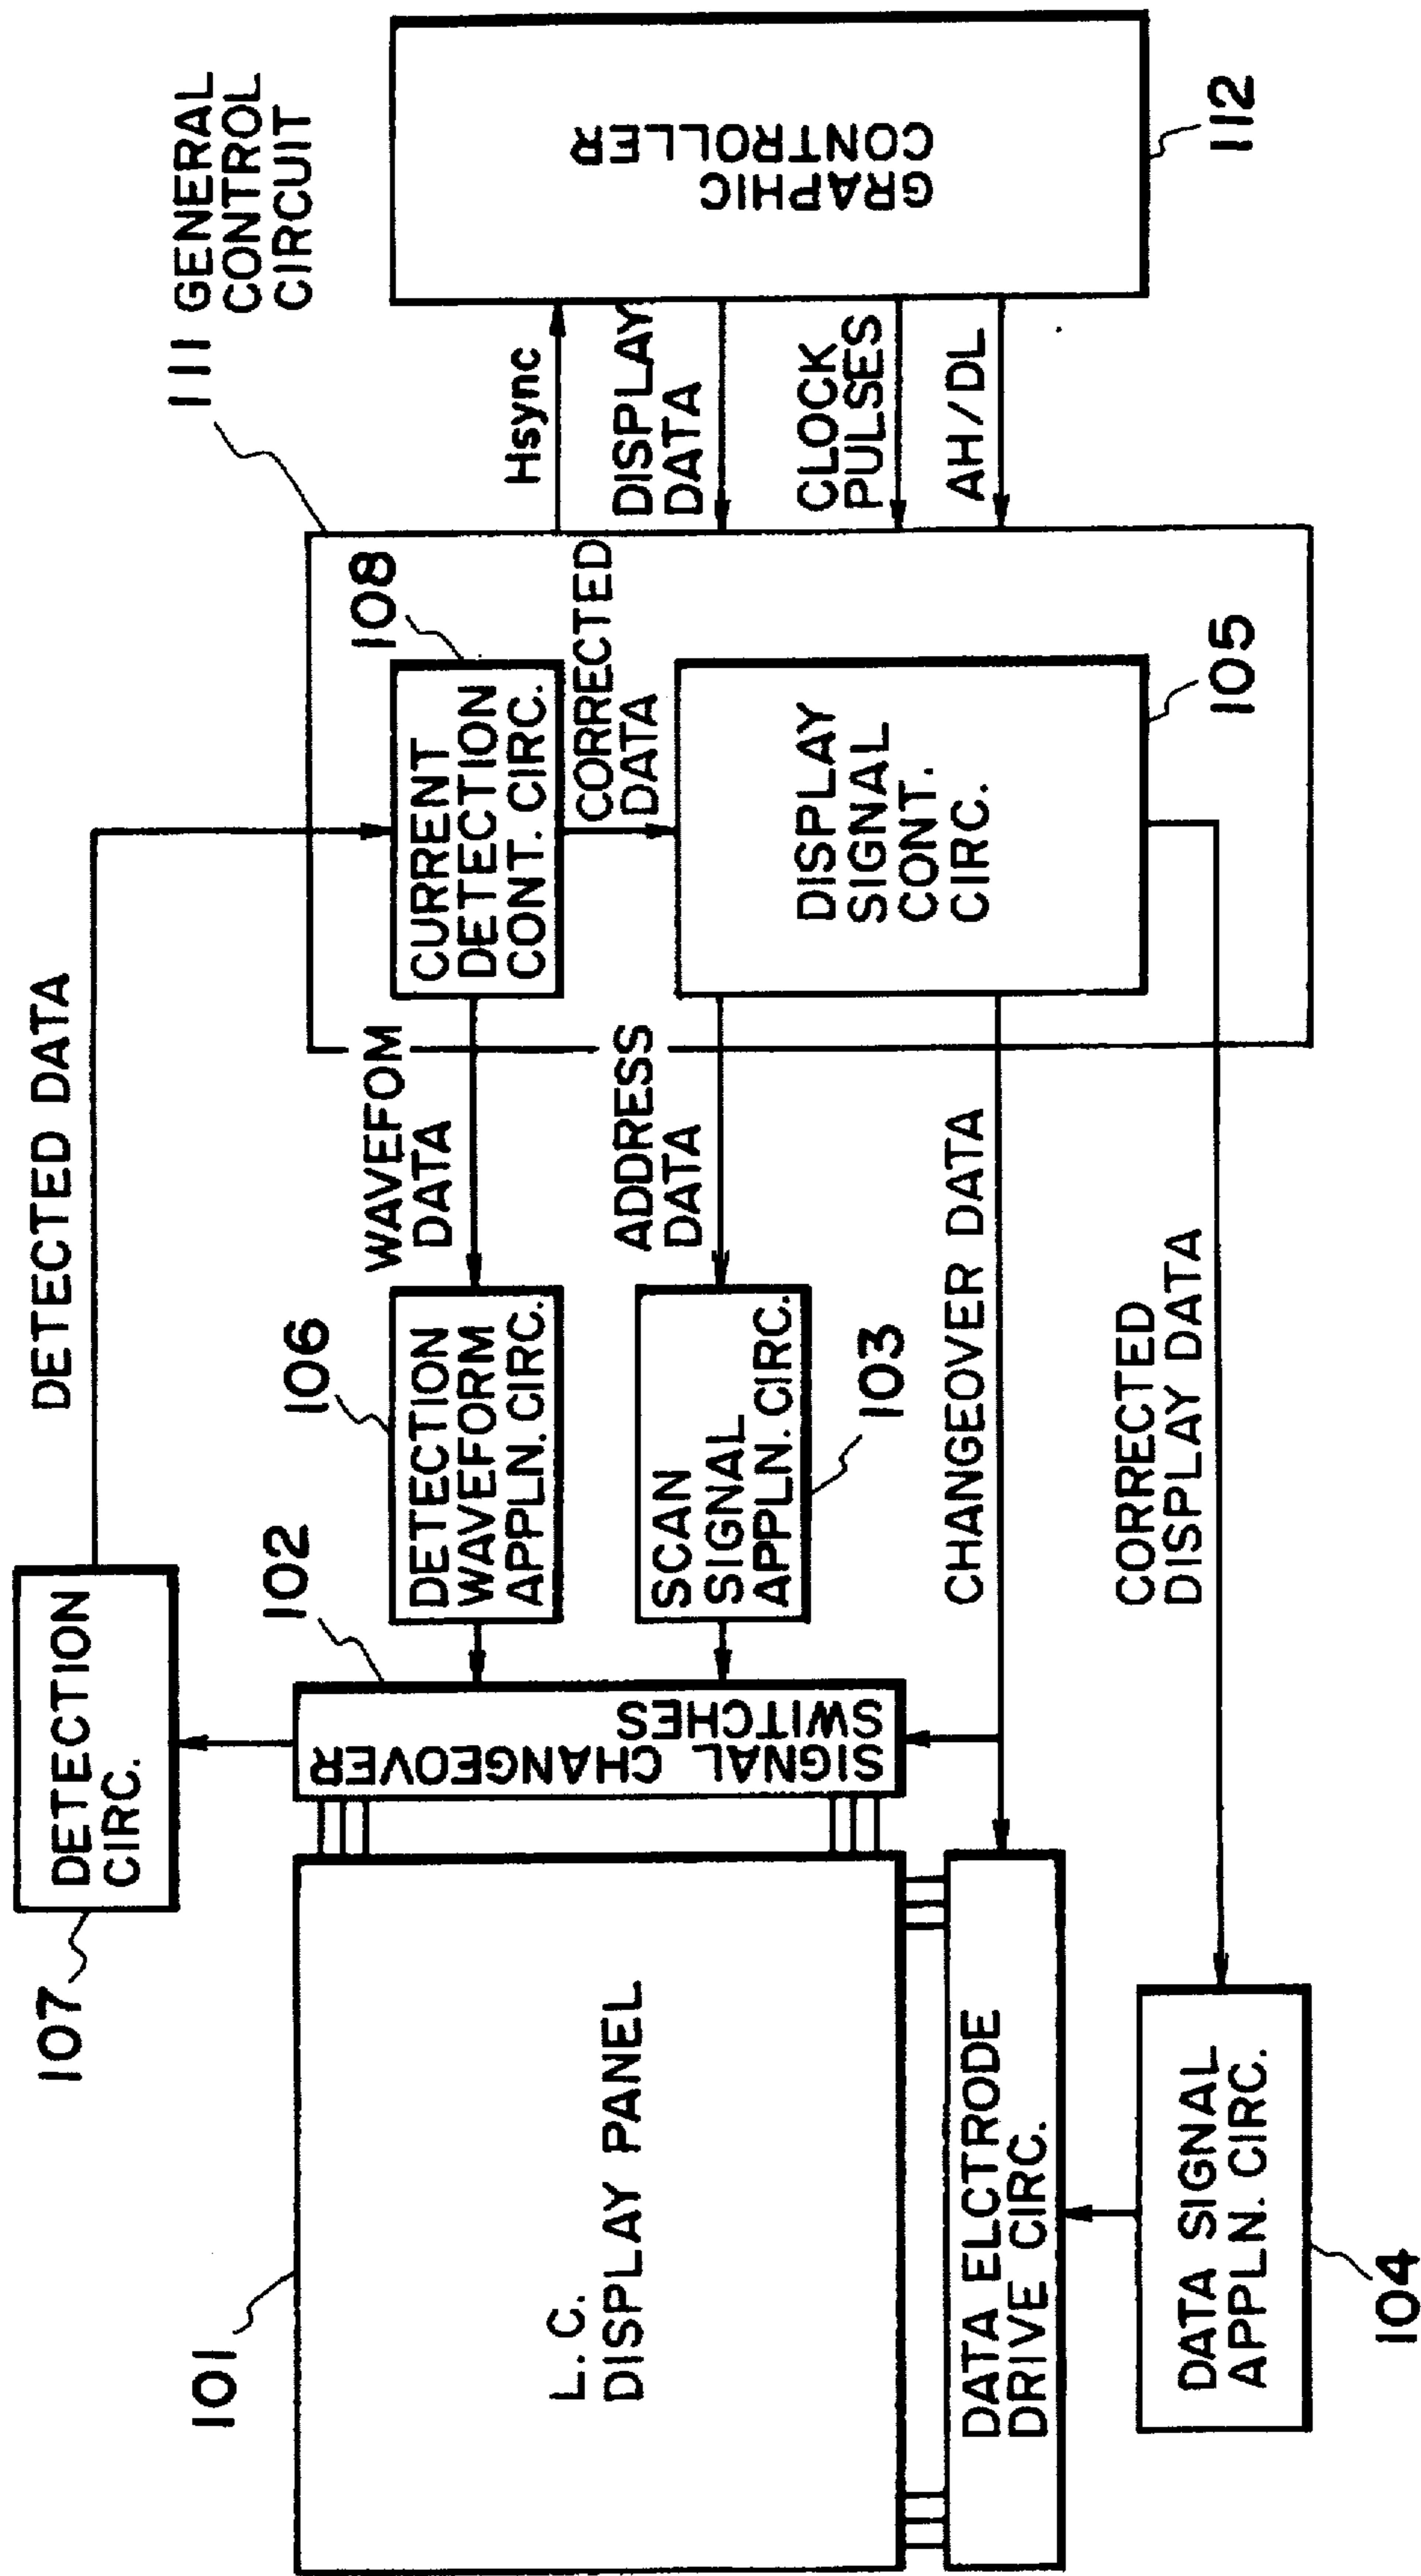 107
DETECTION
CIRC.
DETECTED DATA
111 GENERAL
CONTROL
CIRCUIT
101
L. C.
DISPLAY PANEL
102
SIGNAL CHANGEOVER
SWITCHES
106
DETECTION
WAVEFORM
APPLN. CIRC.
WAVEFOM
DATA
108
CURRENT
DETECTION
CONT. CIRC.
CORRECTED
DATA
Hsync
DISPLAY
DATA
CLOCK
PULSES
AH/DL
GRAPHIC
CONTROLLER
112
SCAN
SIGNAL
APPLN. CIRC.
103
ADDRESS
DATA
DISPLAY
SIGNAL
CONT.
CIRC.
105
CHANGEOVER DATA
DATA ELCTRODE
DRIVE CIRC.
CORRECTED
DISPLAY DATA
DATA SIGNAL
APPLN. CIRC.
104